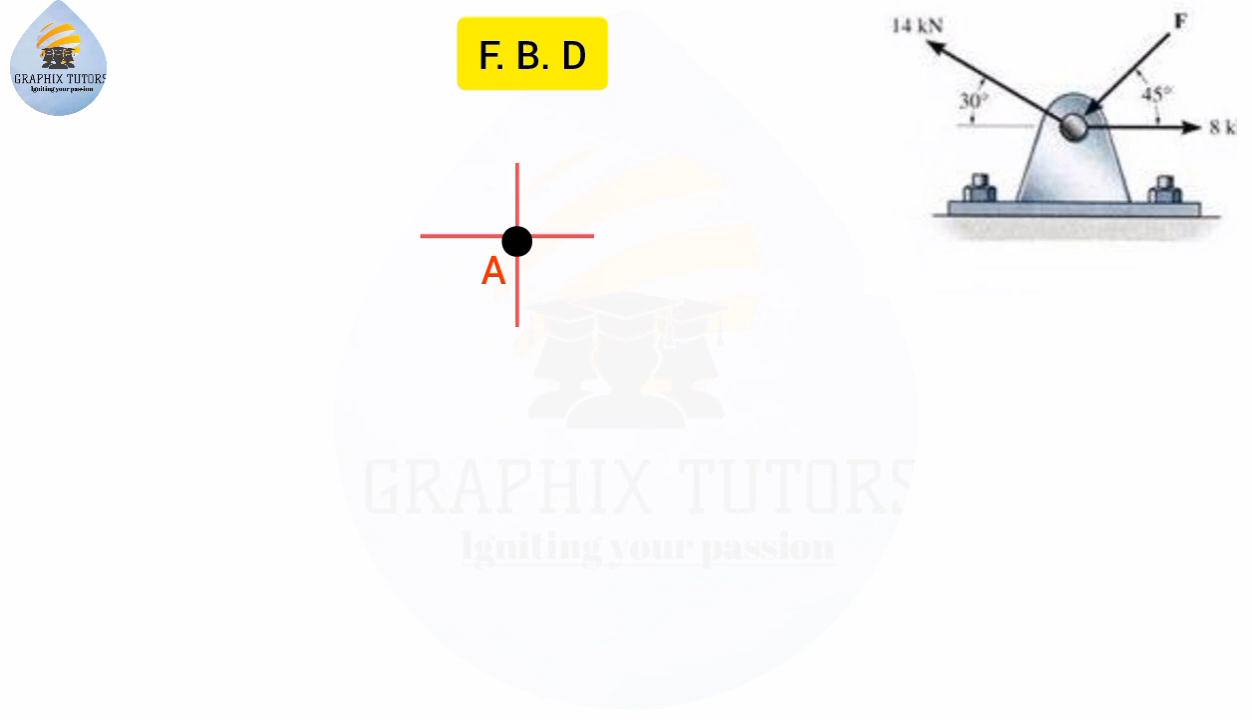 GRAPHIX TUTORS
Igniting your passion
F. B. D
14 kN
F
30°
45°
8 k
A
GRAPHIX TUTORS
Igniting your passion